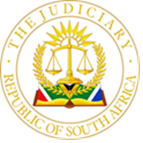 THE JUDICIARY
REPUBLIC OF SOUTH AFRICA